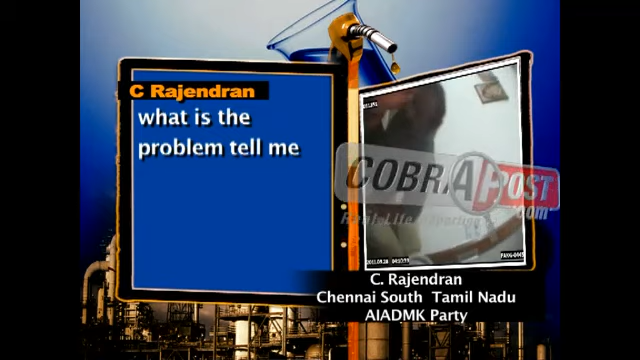 C Rajendran
what is the
problem tell me
COBRAPOST
.com
C. Rajendran
Chennai South Tamil Nadu
AIADMK Party